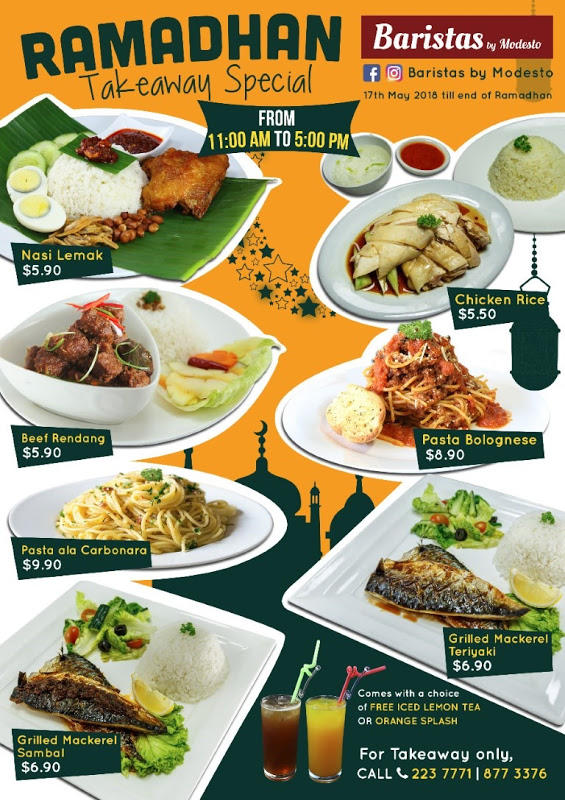 RAMADHAN
Takeaway Special
Baristas by Modesto
Baristas by Modesto
17th May 2018 till end of Ramadhan
FROM
11:00 AM TO 5:00 PM
Nasi Lemak
$5.90
Chicken Rice
$5.50
Beef Rendang
$5.90
Pasta Bolognese
$8.90
Pasta ala Carbonara
$9.90
Grilled Mackerel
Teriyaki
$6.90
Grilled Mackerel
Sambal
$6.90
Comes with a choice
of FREE ICED LEMON TEA
OR ORANGE SPLASH
For Takeaway only,
CALL 223 7771 | 877 3376